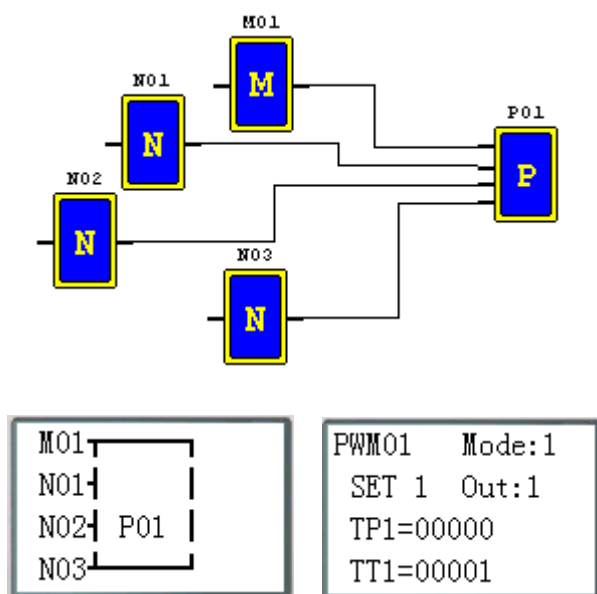 M01
M
N01
N
P01
P
N02
N
N03
N
M01
N01
N02 P01
N03
PWM01 Mode:1
SET 1 Out:1
TP1=00000
TT1=00001